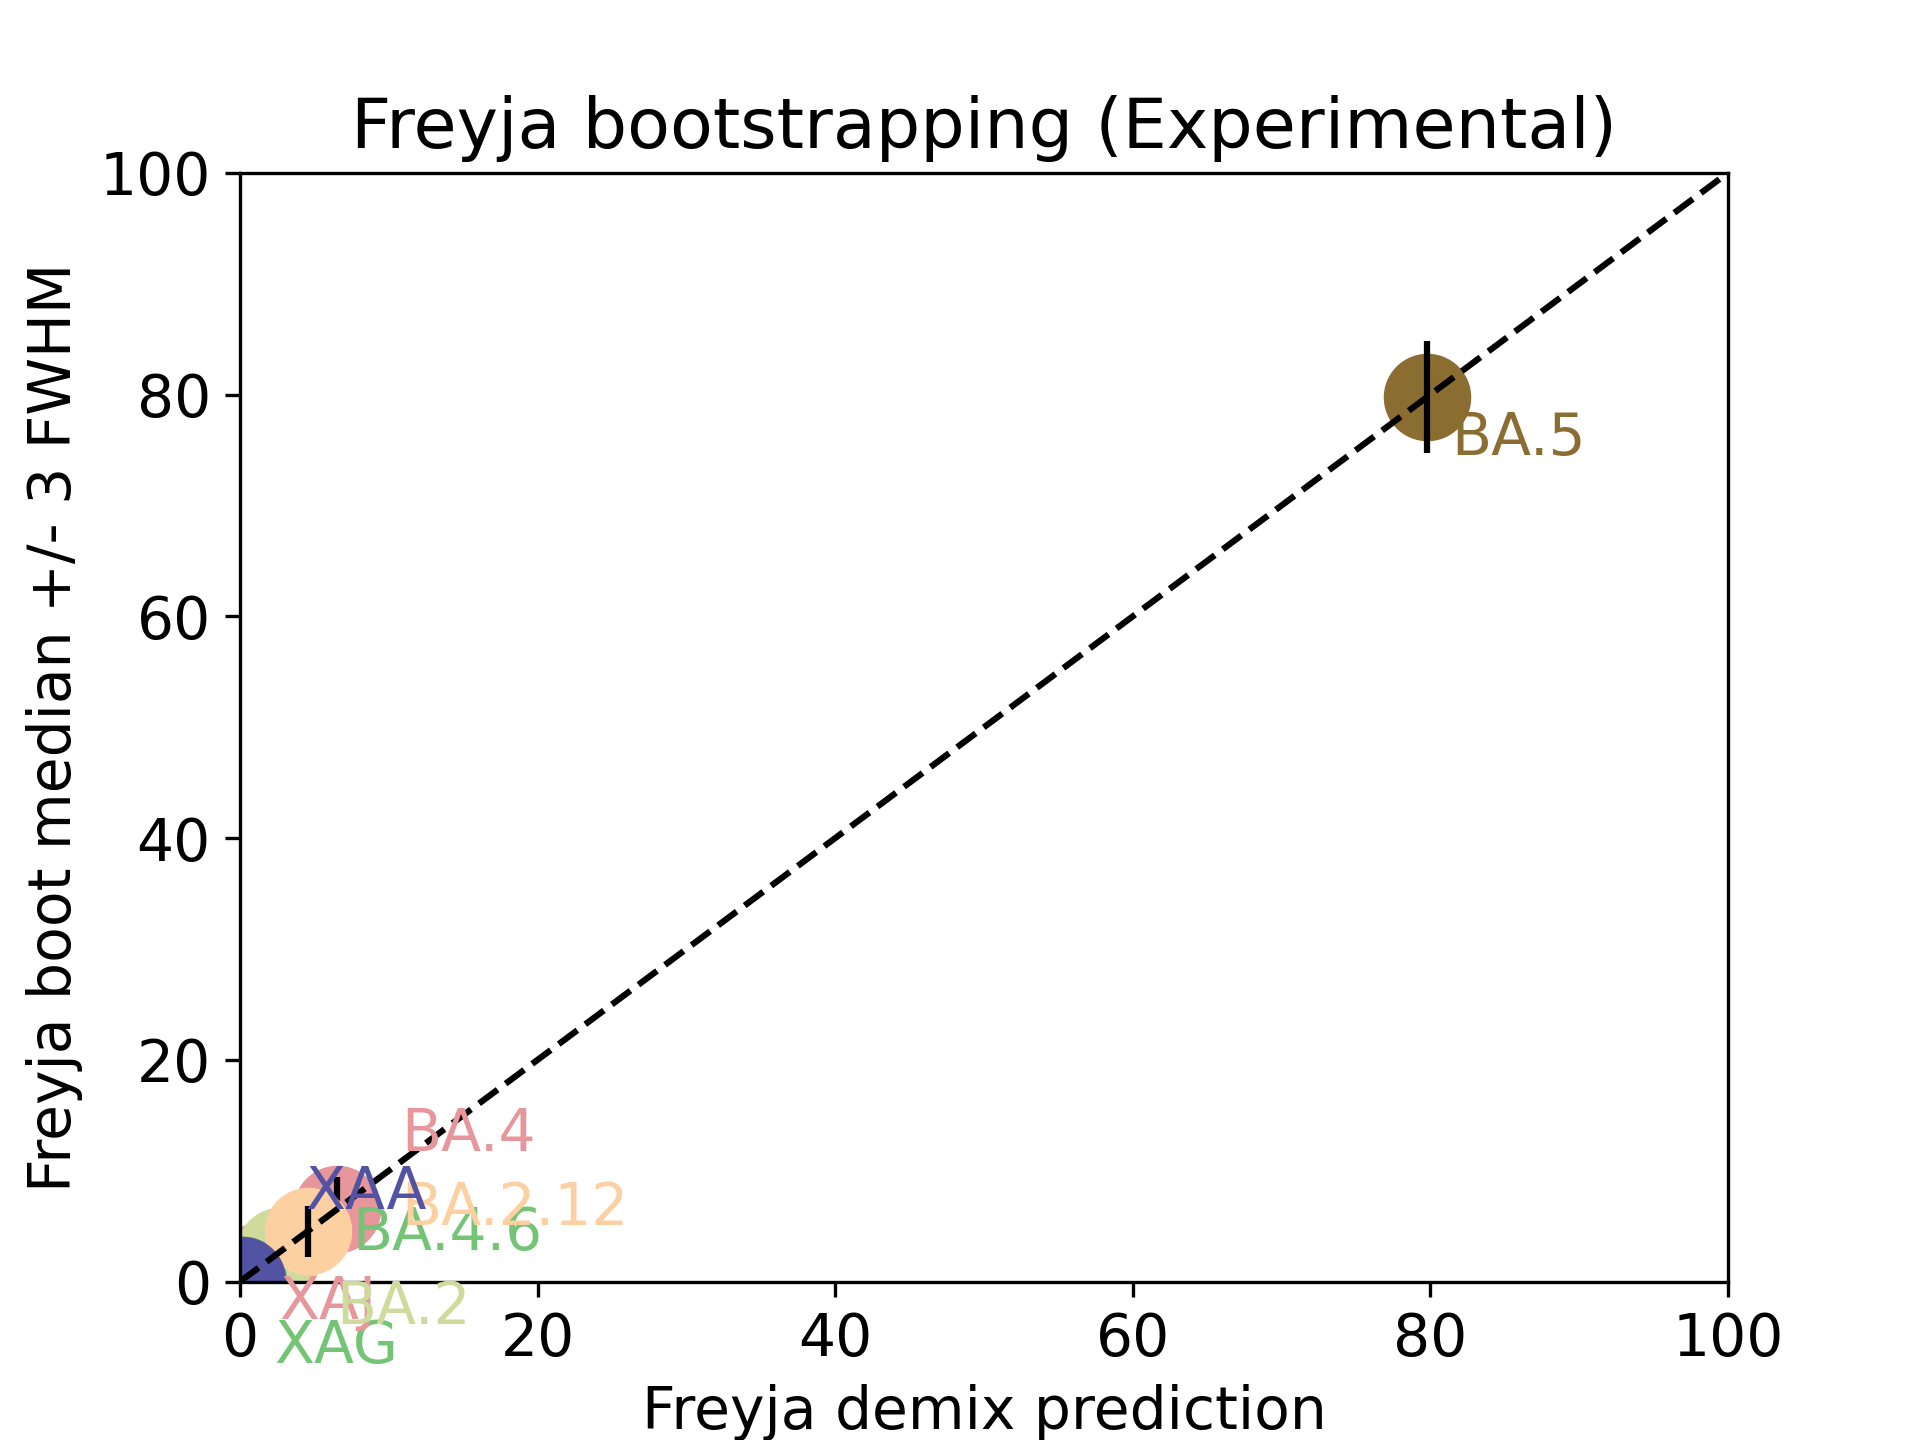 Freyja bootstrapping (Experimental)
100
80
60
40
20
0
Freyja boot median +/- 3 FWHM
BA.5
BA.4
XAA
BA.2.12
BA.4.6
XAJ
BA.2
XAG
0 20 40 60 80 100
Freyja demix prediction